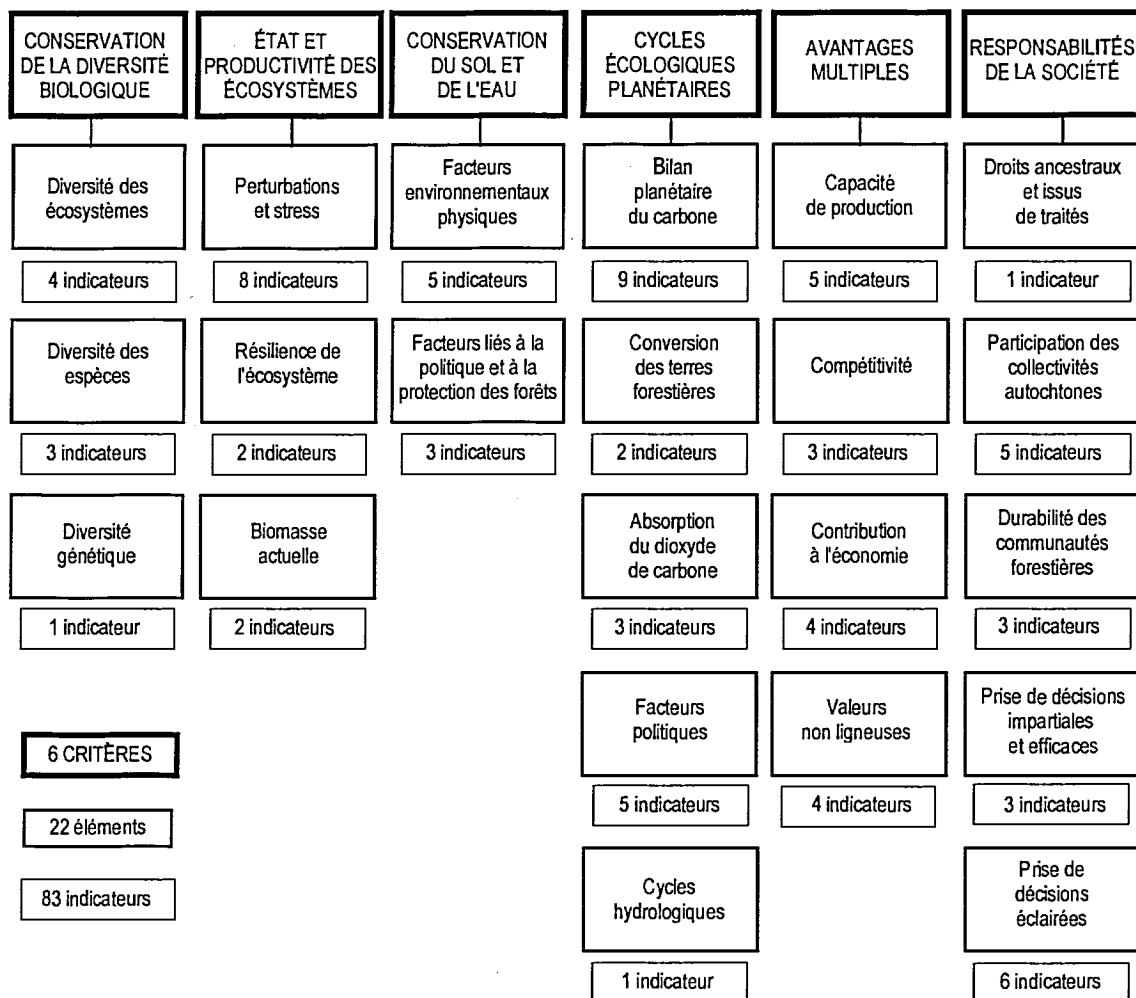 CONSERVATION
DE LA DIVERSITÉ
BIOLOGIQUE
ÉTAT ET
PRODUCTIVITÉ DES
ÉCOSYSTÈMES
CONSERVATION
DU SOL ET
DE L'EAU
CYCLES
ÉCOLOGIQUES
PLANÉTAIRES
AVANTAGES
MULTIPLES
RESPONSABILITÉS
DE LA SOCIÉTÉ
Diversité des
écosystèmes
Perturbations
et stress
Facteurs
environnementaux
physiques
Bilan
planétaire
du carbone
Capacité
de production
Droits ancestraux
et issus
de traités
4 indicateurs
8 indicateurs
5 indicateurs
9 indicateurs
5 indicateurs
1 indicateur
Diversité des
espèces
Résilience de
l'écosystème
Facteurs liés à la
politique et à la
protection des forêts
Conversion
des terres
forestières
Compétitivité
Participation des
collectivités
autochtones
3 indicateurs
2 indicateurs
3 indicateurs
2 indicateurs
3 indicateurs
5 indicateurs
Diversité
génétique
Biomasse
actuelle
Absorption
du dioxyde
de carbone
Contribution
à l'économie
Durabilité des
communautés
forestières
1 indicateur
2 indicateurs
3 indicateurs
4 indicateurs
3 indicateurs
Facteurs
politiques
Valeurs
non ligneuses
Prise de décisions
impartiales
et efficaces
5 indicateurs
4 indicateurs
3 indicateurs
Cycles
hydrologiques
Prise de
décisions
éclairées
1 indicateur
6 indicateurs
6 CRITÈRES
22 éléments
83 indicateurs